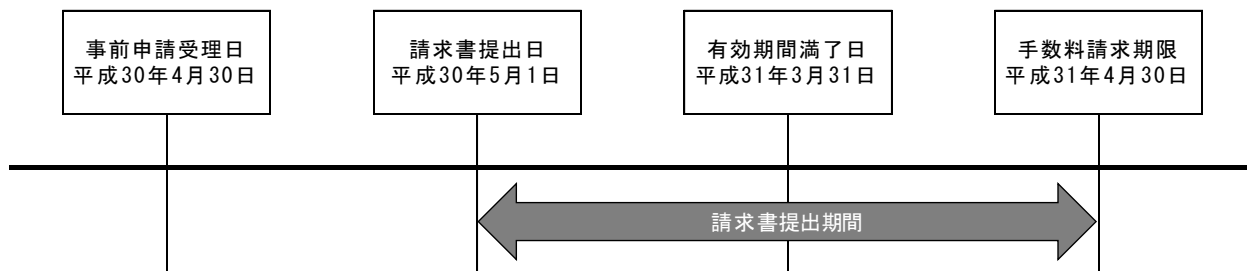 事前申請受理日
平成30年4月30日
請求書提出日
平成30年5月1日
有効期間満了日
平成31年3月31日
手数料請求期限
平成31年4月30日
請求書提出期間